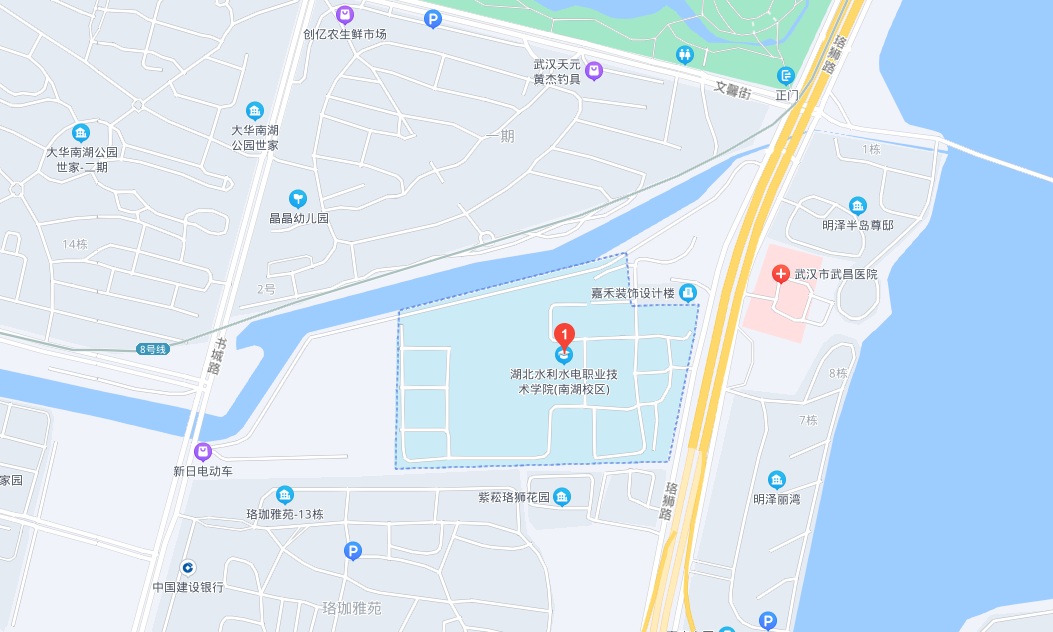 创亿农生鲜市场
P
武汉天元
黄杰钓具
珞狮路
文馨街
正门
大华南湖
公园世家
大华南湖公园
世家-二期
一期
1栋
晶晶幼儿园
明泽半岛尊邸
14栋
2号
武汉市武昌医院
嘉禾装饰设计楼
8号线
书城路
1
湖北水利水电职业技
术学院(南湖校区)
8栋
7栋
新日电动车
家园
珞珈雅苑-13栋
紫菘珞狮花园
珞狮路
明泽丽湾
P
中国建设银行
珞珈雅苑
P